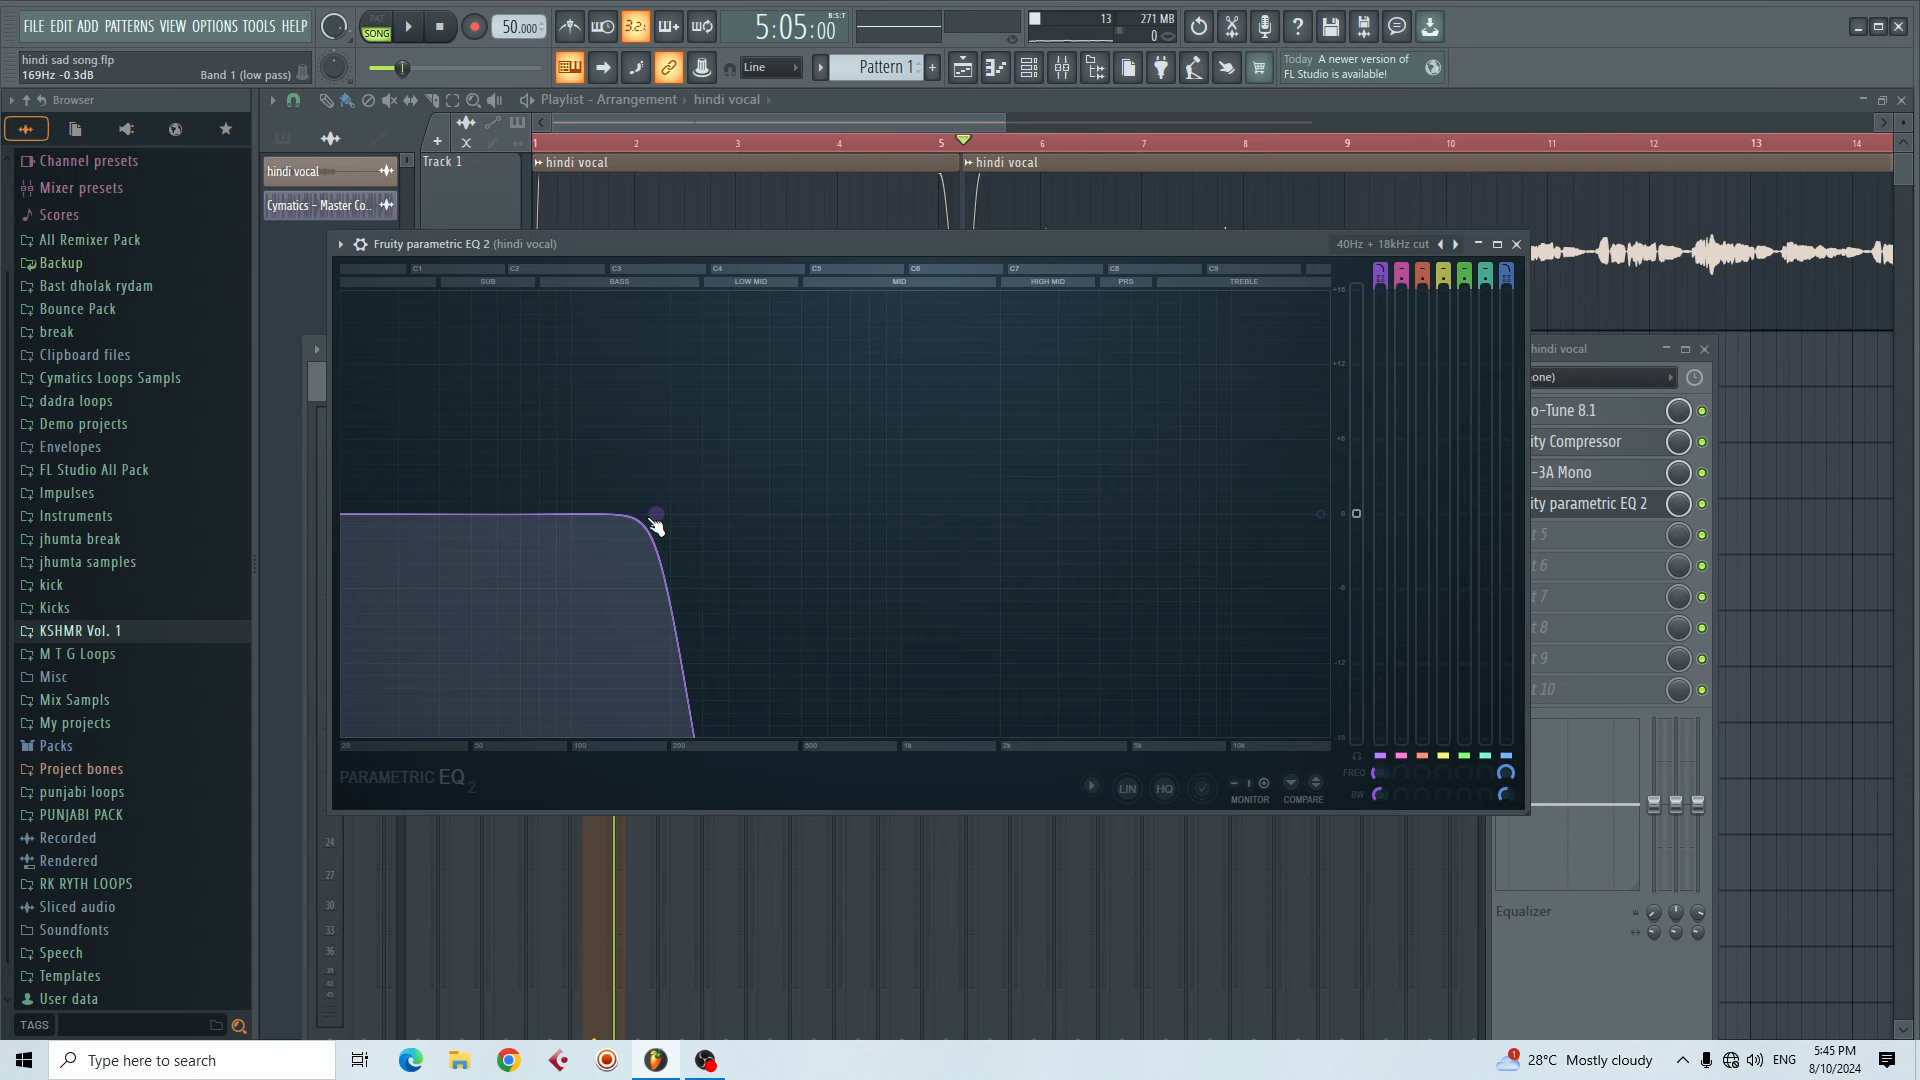 FILE EDIT ADD PATTERNS VIEW OPTIONS TOOLS HELP
PAT
SONG
50.000
3.2.
5:05:00
B:S:T
13
271 MB
0
hindi sad song.flp
169Hz -0.3dB
Band 1 (low pass)
Line
Pattern 1
Today A newer version of
FL Studio is available!
Browser
Playlist - Arrangement
hindi vocal
1 2 3 4 5 6 7 8 9 10 11 12 13 14
Channel presets
Mixer presets
Scores
All Remixer Pack
Backup
Bast dholak rydam
Bounce Pack
break
Clipboard files
Cymatics Loops Sampls
dadra loops
Demo projects
Envelopes
FL Studio All Pack
Impulses
Instruments
jhumta break
jhumta samples
kick
Kicks
KSHMR Vol. 1
M T G Loops
Misc
Mix Sampls
My projects
Packs
Project bones
punjabi loops
PUNJABI PACK
Recorded
Rendered
RK RYTH LOOPS
Sliced audio
Soundfonts
Speech
Templates
User data
TAGS
hindi vocal
Cymatics - Master Co..
Track 1
hindi vocal
hindi vocal
Fruity parametric EQ 2 (hindi vocal)
40Hz + 18kHz cut
C1 C2 C3 C4 C5 C6 C7 C8 C9
SUB BASS LOW MID MID HIGH MID PRS TREBLE
+18
+12
+6
0
-6
-12
-18
20 50 100 200 500 1k 2k 5k 10k
PARAMETRIC EQ 2
LIN
HQ
MONITOR
COMPARE
FREQ
BW
hindi vocal
one)
o-Tune 8.1
ity Compressor
-3A Mono
ity parametric EQ 2
t 5
t 6
t 7
t 8
t 9
t 10
Equalizer
24
27
30
33
36
39
42
45
Type here to search
1
28°C Mostly cloudy
ENG
5:45 PM
8/10/2024